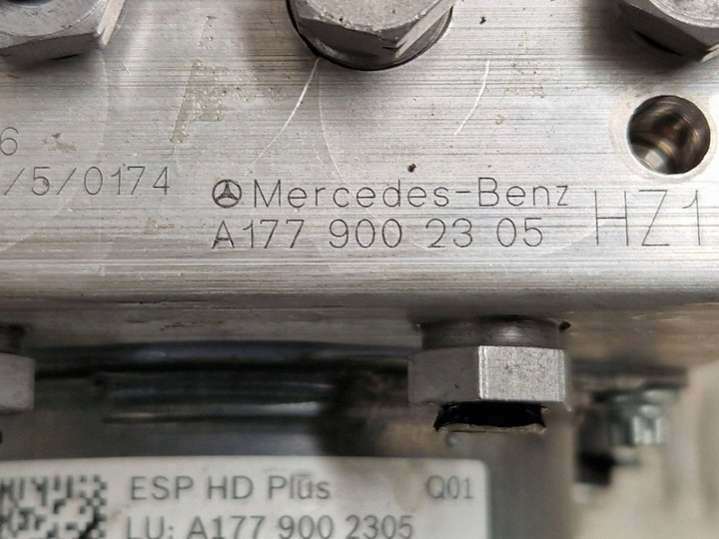 6
/5/0174
Mercedes-Benz
A177 900 23 05 HZ1
ESP HD Plus Q01
LU: A177 900 2305